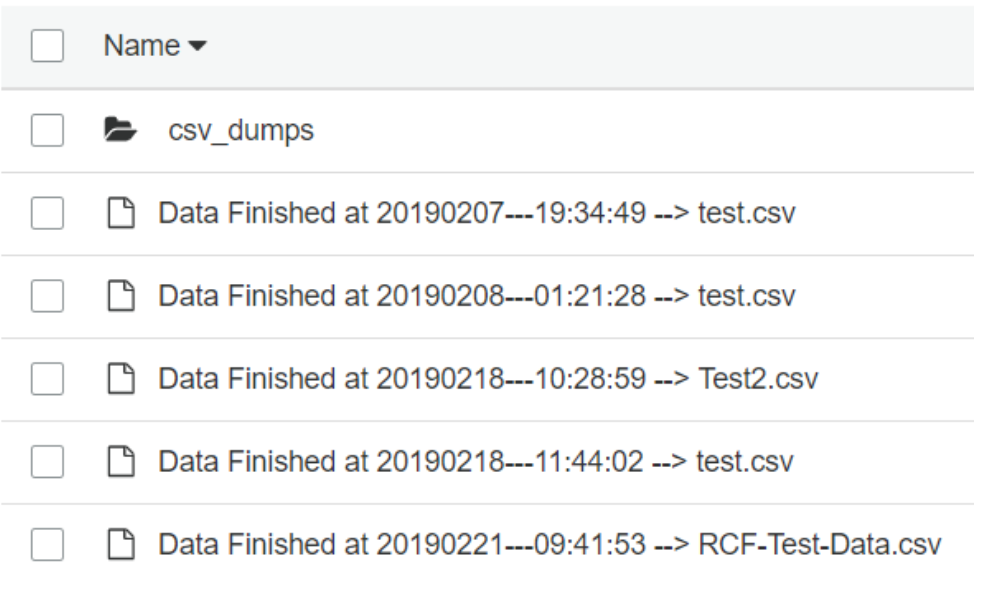 Name
csv_dumps
Data Finished at 20190207---19:34:49 --> test.csv
Data Finished at 20190208---01:21:28 --> test.csv
Data Finished at 20190218---10:28:59 --> Test2.csv
Data Finished at 20190218---11:44:02 --> test.csv
Data Finished at 20190221---09:41:53 --> RCF-Test-Data.csv